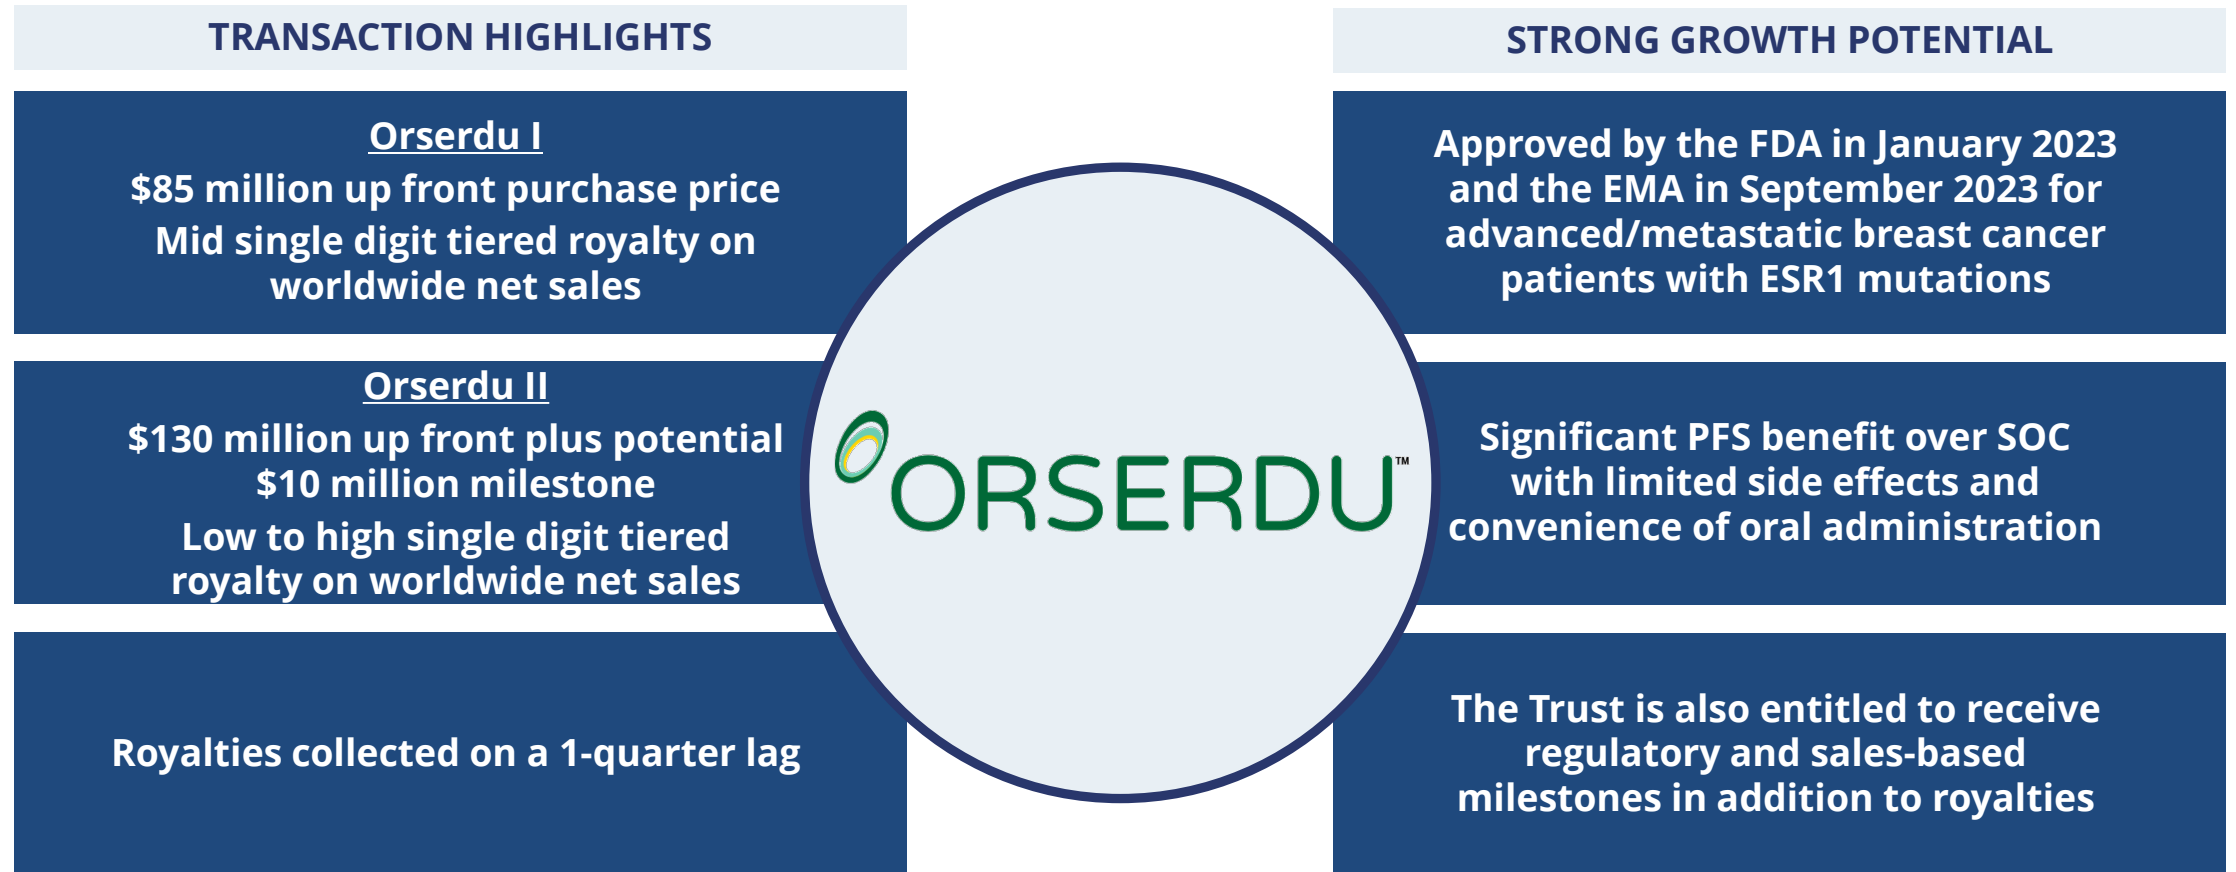 TRANSACTION HIGHLIGHTS
Orserdu I
$85 million up front purchase price
Mid single digit tiered royalty on
worldwide net sales
Orserdu II
$130 million up front plus potential
$10 million milestone
Low to high single digit tiered
royalty on worldwide net sales
Royalties collected on a 1-quarter lag
ORSERDU™
STRONG GROWTH POTENTIAL
Approved by the FDA in January 2023
and the EMA in September 2023 for
advanced/metastatic breast cancer
patients with ESR1 mutations
Significant PFS benefit over SOC
with limited side effects and
convenience of oral administration
The Trust is also entitled to receive
regulatory and sales-based
milestones in addition to royalties